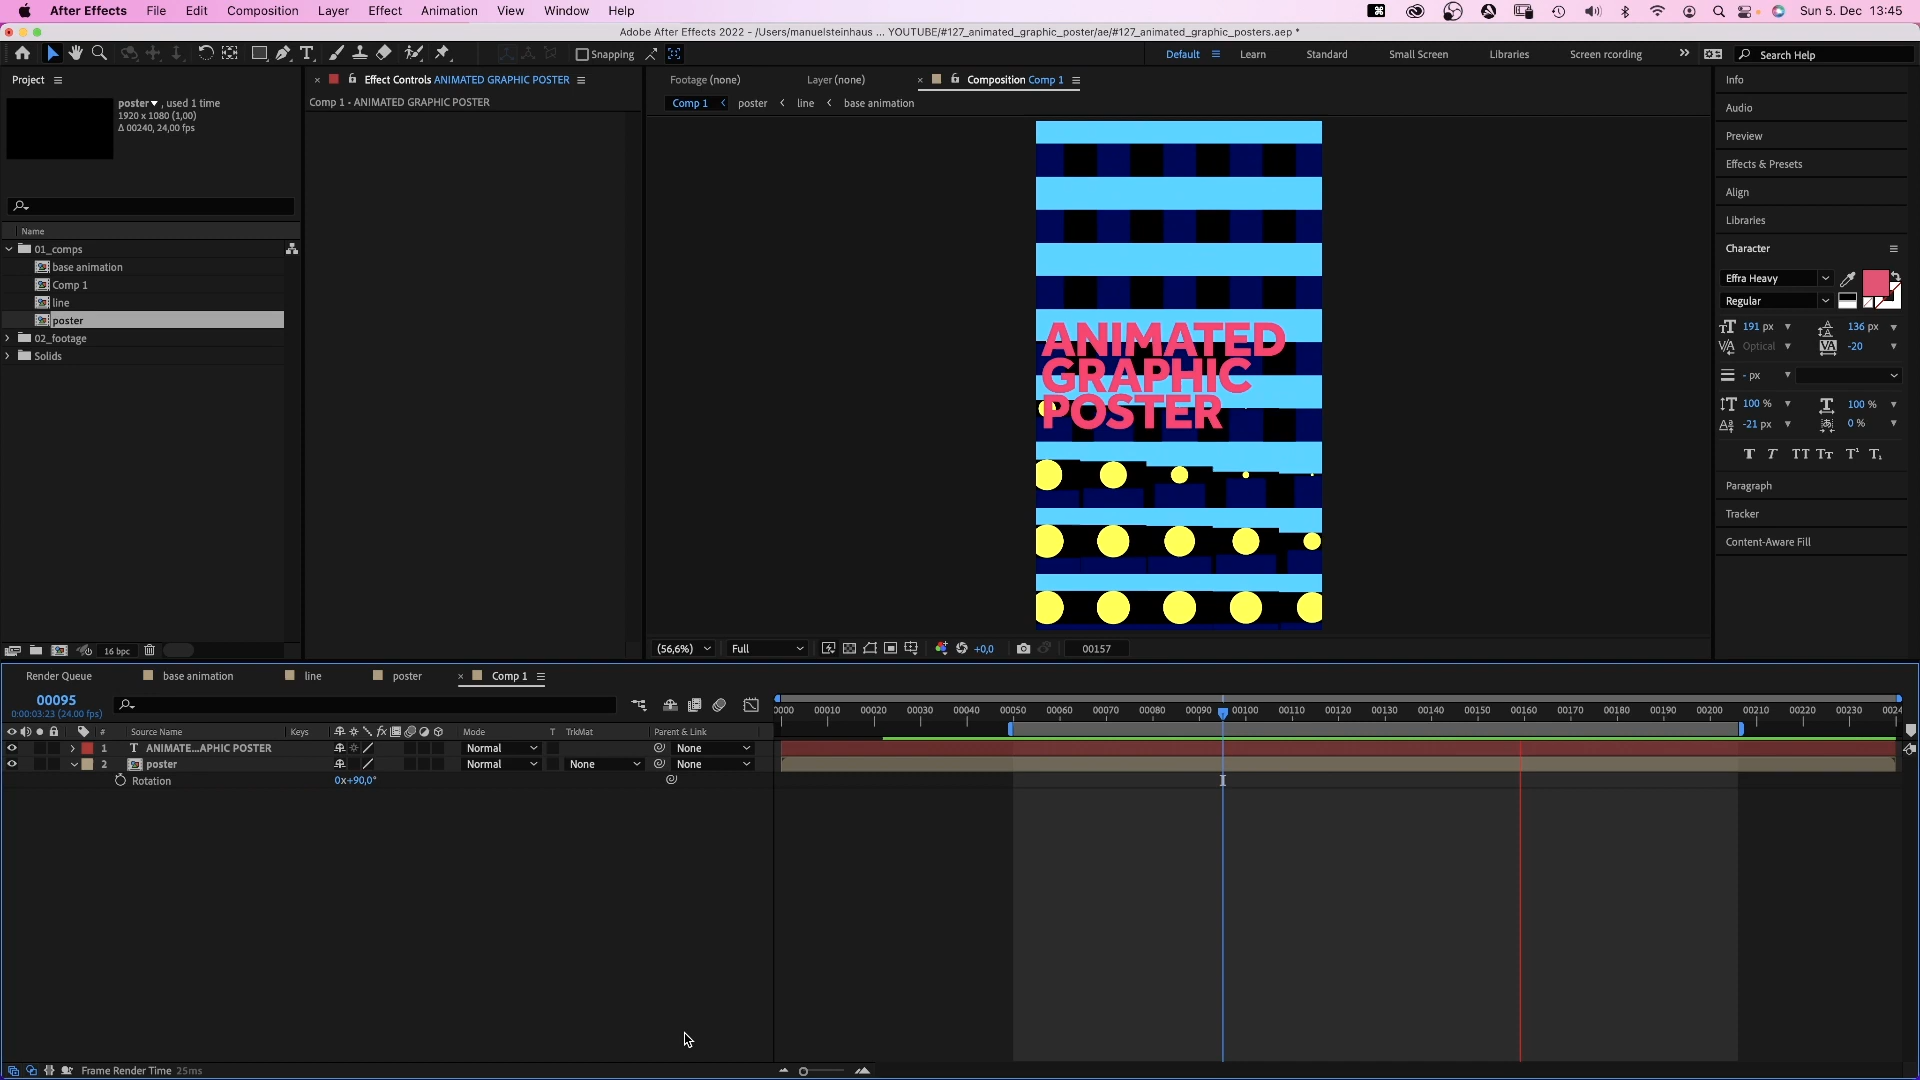 After Effects File Edit Composition Layer Effect Animation View Window Help Sun 5. Dec 13:45
Adobe After Effects 2022 - /Users/manuelsteinhaus ... YOUTUBE/#127_animated_graphic_poster/ae/#127_animated_graphic_posters.aep *
Snapping Default Learn Standard Small Screen Libraries Screen rcording Search Help
Project
poster , used 1 time
1920 x 1080 (1,00)
Δ 00240, 24,00 fps
Name
01_comps
base animation
Comp 1
line
poster
02_footage
Solids
16 bpc
Effect Controls ANIMATED GRAPHIC POSTER
Comp 1 - ANIMATED GRAPHIC POSTER
Footage (none) Layer (none) Composition Comp 1
Comp 1 poster line base animation
ANIMATED
GRAPHIC
POSTER
(56,6%) Full +0,0 00157
Info
Audio
Preview
Effects & Presets
Align
Libraries
Character
Effra Heavy
Regular
191 px 136 px
Optical -20
- px
100 % 100 %
-21 px 0 %
Paragraph
Tracker
Content-Aware Fill
Render Queue base animation line poster Comp 1
00095
0:00:03:23 (24.00 fps)
0000 00010 00020 00030 00040 00050 00060 00070 00080 00090 00100 00110 00120 00130 00140 00150 00160 00170 00180 00190 00200 00210 00220 00230 0024
# Source Name Keys Mode T TrkMat Parent & Link
1 T ANIMATE...APHIC POSTER Normal None
2 poster Normal None None
Rotation 0x+90,0°
Frame Render Time 25ms